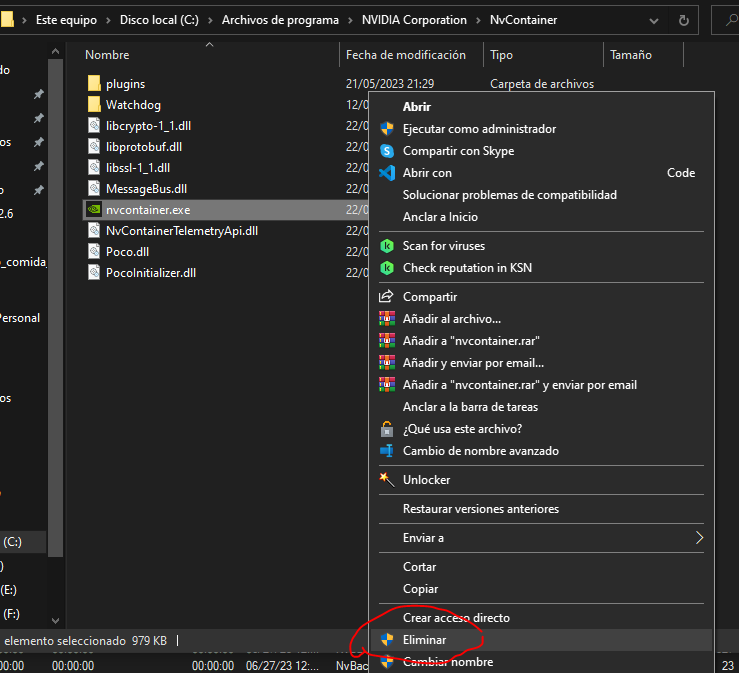 Este equipo > Disco local (C:) > Archivos de programa > NVIDIA Corporation > NvContainer
Nombre Fecha de modificación Tipo Tamaño
plugins 21/05/2023 21:29 Carpeta de archivos
Watchdog 12/0
libcrypto-1_1.dll 22/0
libprotobuf.dll 22/0
libssl-1_1.dll 22/0
MessageBus.dll 22/0
nvcontainer.exe 22/0
NvContainerTelemetryApi.dll 22/0
Poco.dll 22/0
PocoInitializer.dll 22/0
do
os
o
2.6
_comida_
Personal
os
(C:)
)
(E:)
(F:)
Abrir
Ejecutar como administrador
Compartir con Skype
Abrir con Code
Solucionar problemas de compatibilidad
Anclar a Inicio
Scan for viruses
Check reputation in KSN
Compartir
Añadir al archivo...
Añadir a "nvcontainer.rar"
Añadir y enviar por email...
Añadir a "nvcontainer.rar" y enviar por email
Anclar a la barra de tareas
¿Qué usa este archivo?
Cambio de nombre avanzado
Unlocker
Restaurar versiones anteriores
Enviar a
Cortar
Copiar
Crear acceso directo
Eliminar
Cambiar nombre
elemento seleccionado 979 KB
00:00 00:00:00 00:00:00 06/27/23 12:... NvBac 23